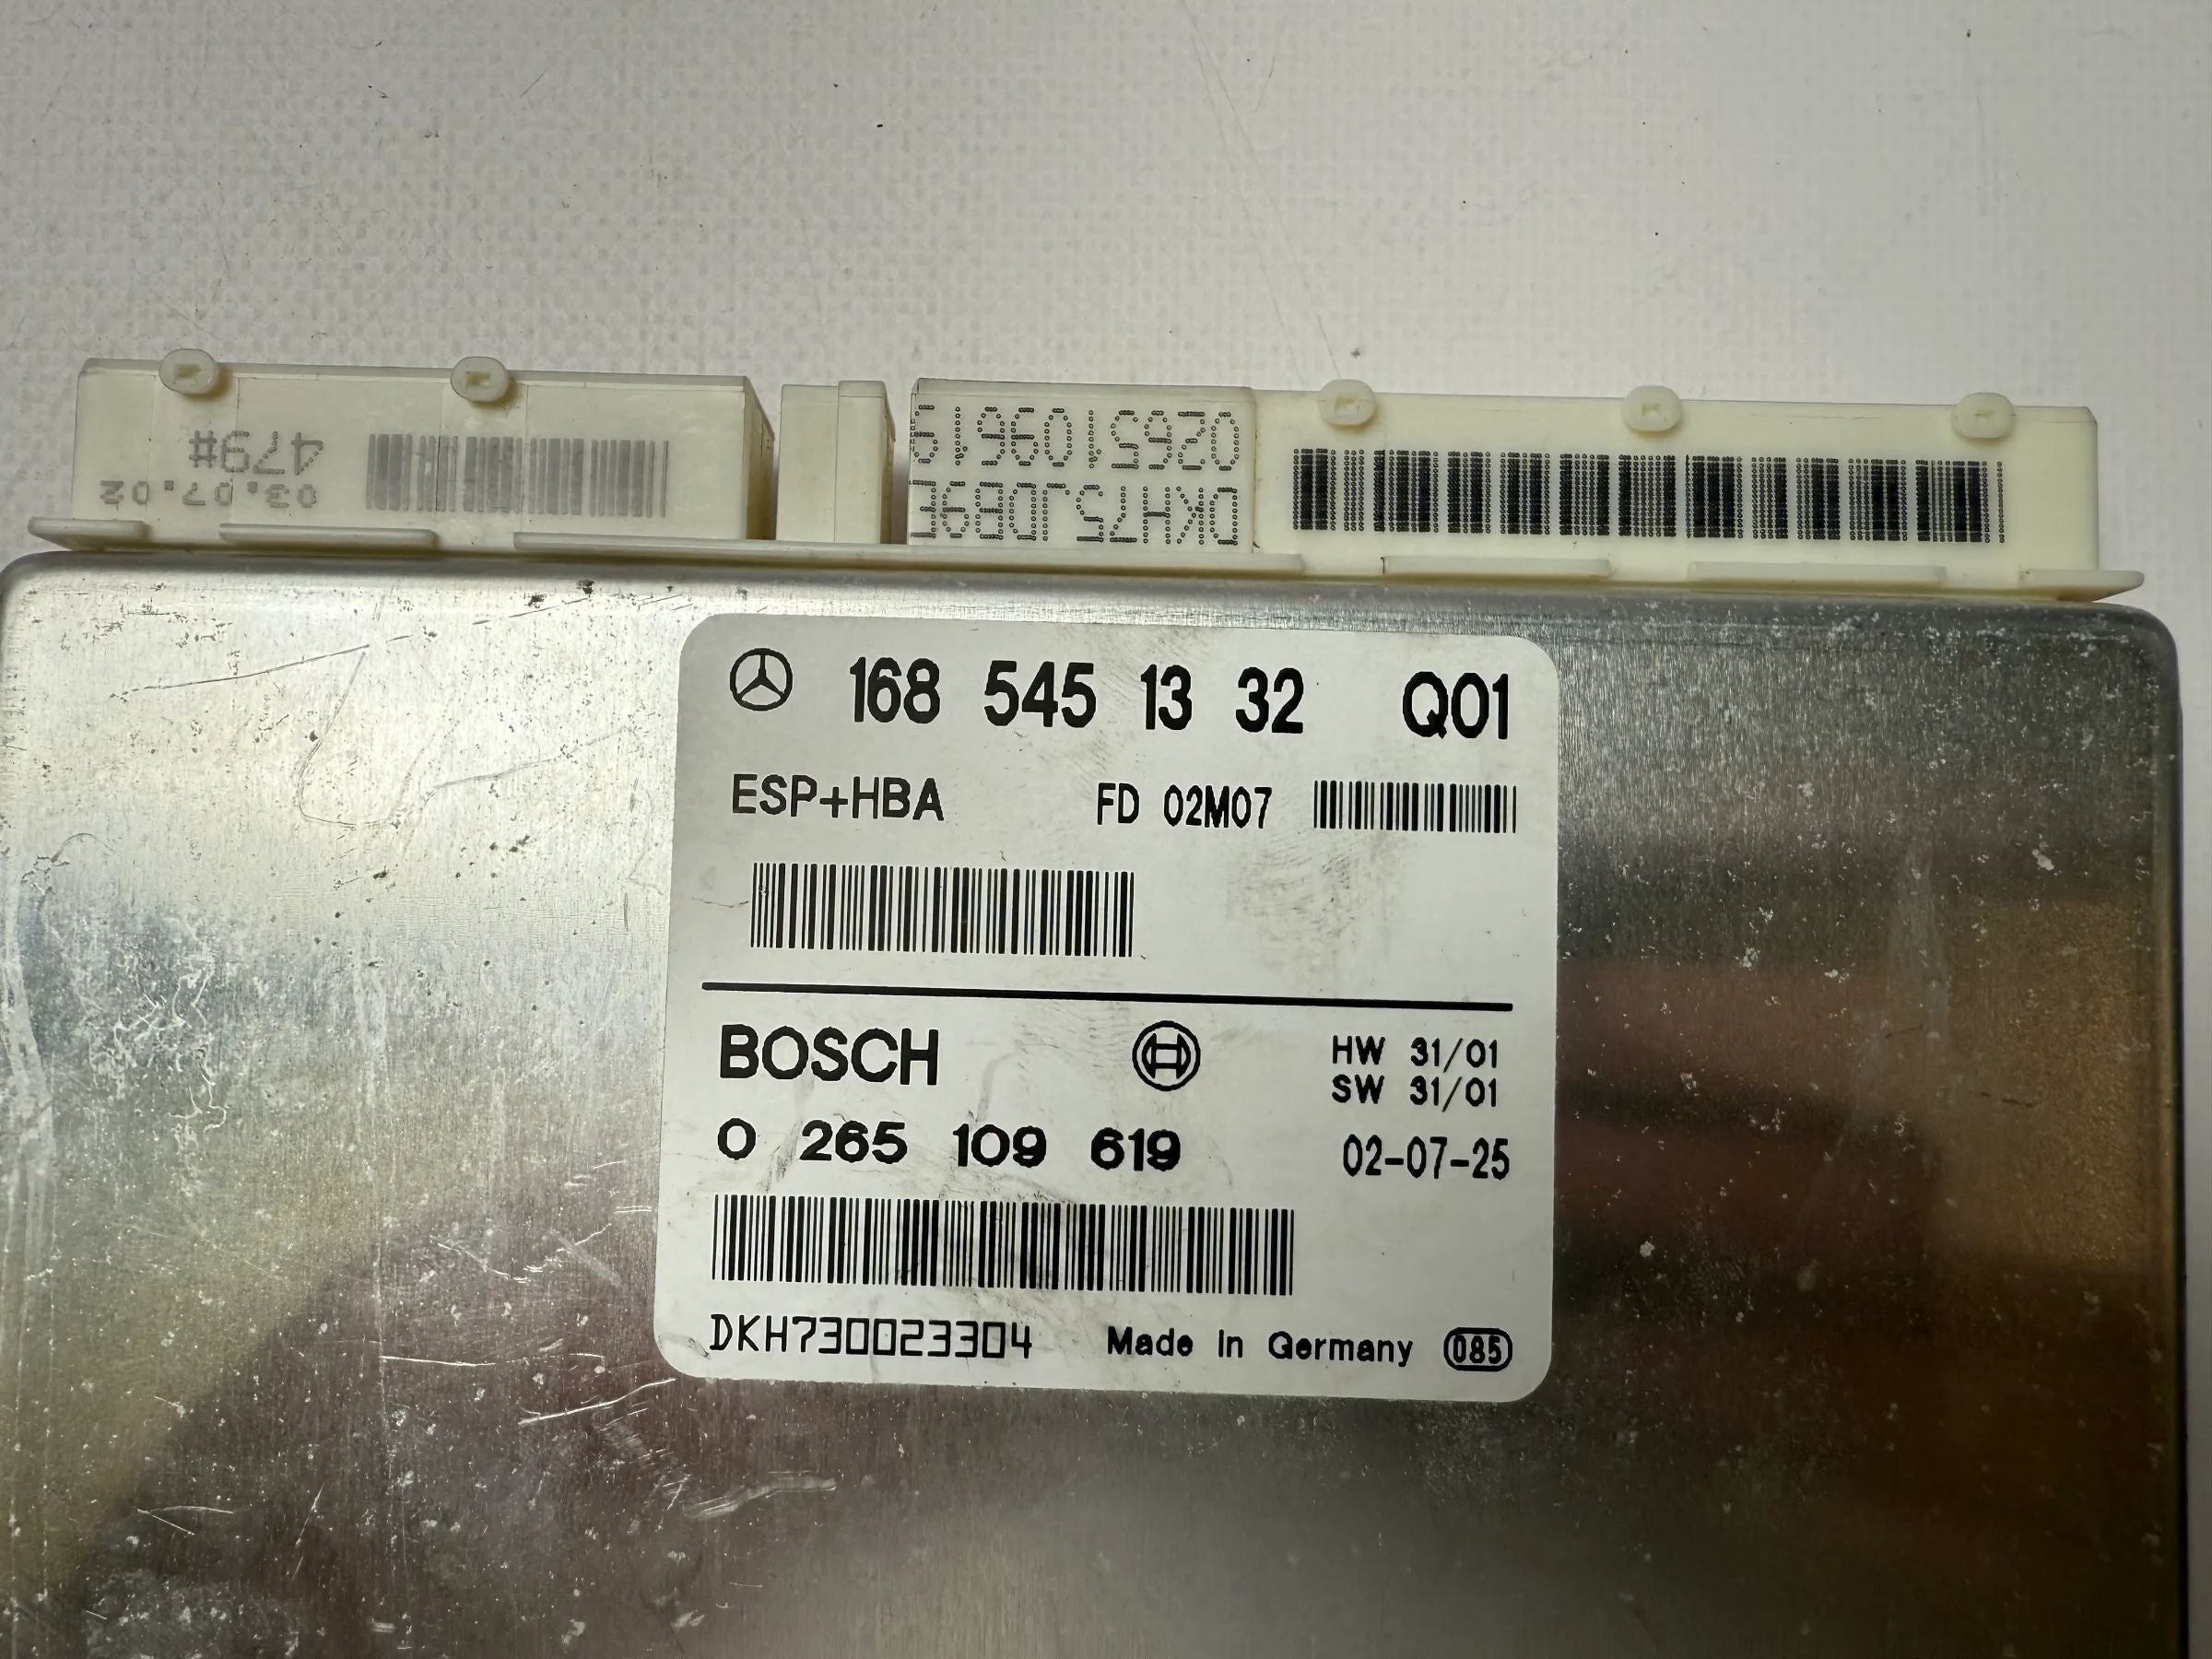 479#
03.07.02
0265109619
168 545 13 32 Q01
ESP+HBA FD 02M07
BOSCH HW 31/01
SW 31/01
0 265 109 619 02-07-25
DKH730023304 Made in Germany 085